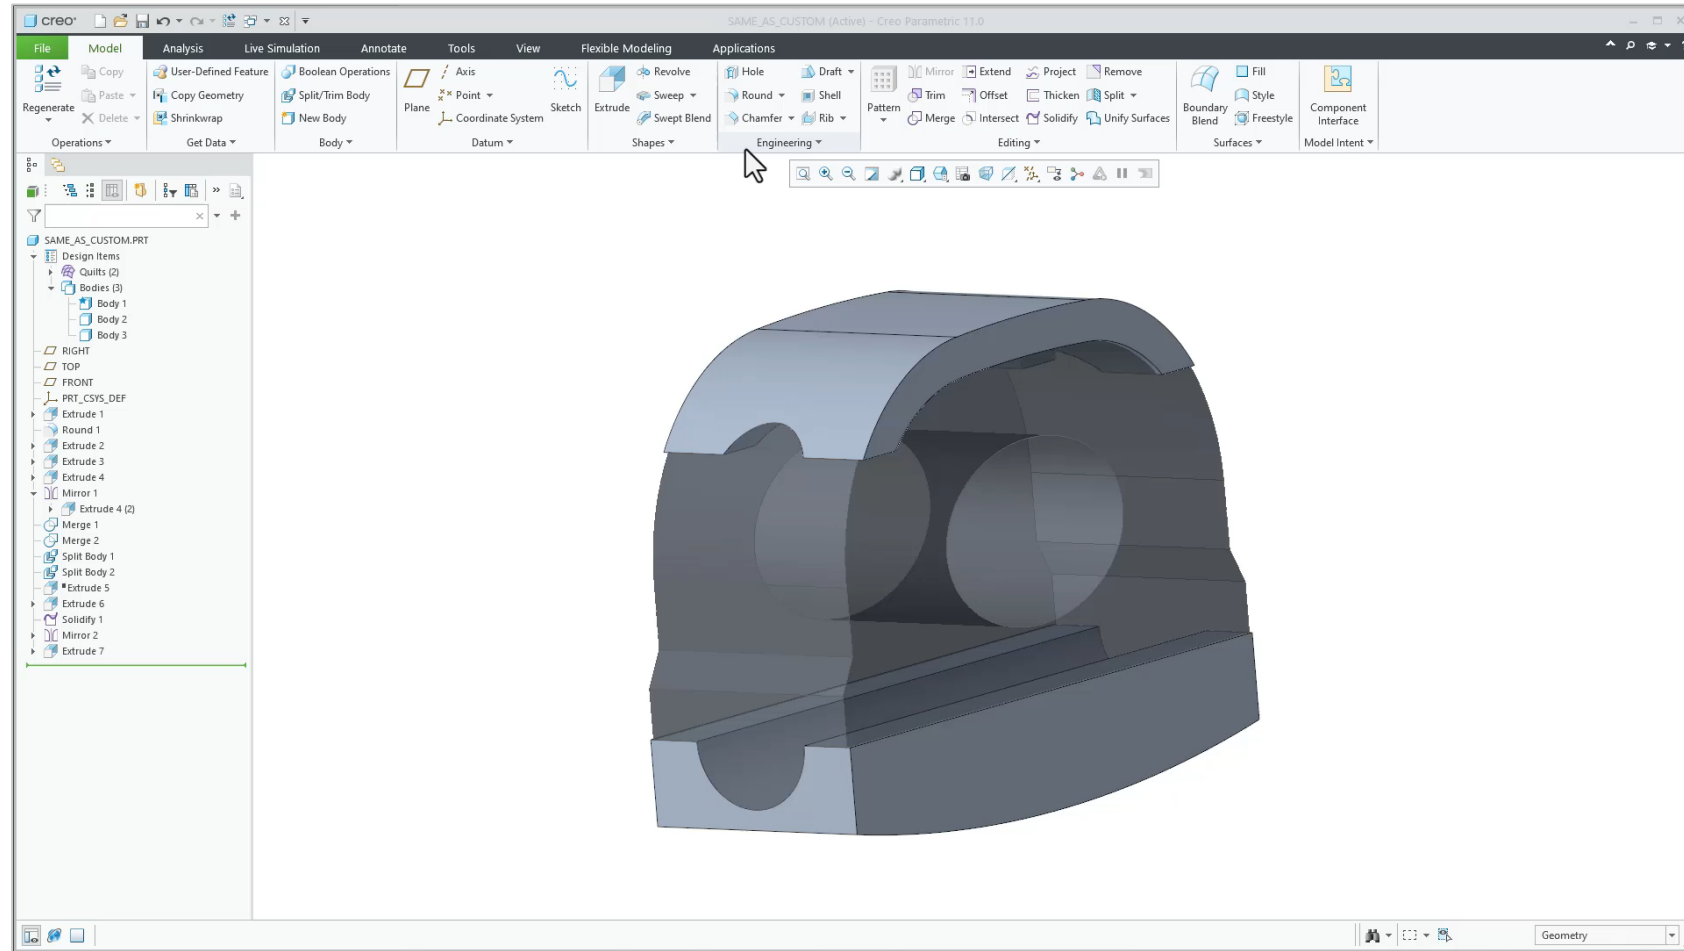 creo
SAME_AS_CUSTOM (Active) - Creo Parametric 11.0
File Model Analysis Live Simulation Annotate Tools View Flexible Modeling Applications
Regenerate
Copy
Paste
Delete
Operations
User-Defined Feature
Copy Geometry
Shrinkwrap
Get Data
Boolean Operations
Split/Trim Body
New Body
Body
Plane
Axis
Point
Coordinate System
Sketch
Datum
Extrude
Revolve
Sweep
Swept Blend
Shapes
Hole
Round
Chamfer
Draft
Shell
Rib
Engineering
Pattern
Mirror
Trim
Merge
Extend
Offset
Intersect
Project
Thicken
Solidify
Remove
Split
Unify Surfaces
Editing
Boundary
Blend
Fill
Style
Freestyle
Surfaces
Component
Interface
Model Intent
SAME_AS_CUSTOM.PRT
Design Items
Quilts (2)
Bodies (3)
Body 1
Body 2
Body 3
RIGHT
TOP
FRONT
PRT_CSYS_DEF
Extrude 1
Round 1
Extrude 2
Extrude 3
Extrude 4
Mirror 1
Extrude 4 (2)
Merge 1
Merge 2
Split Body 1
Split Body 2
Extrude 5
Extrude 6
Solidify 1
Mirror 2
Extrude 7
Geometry